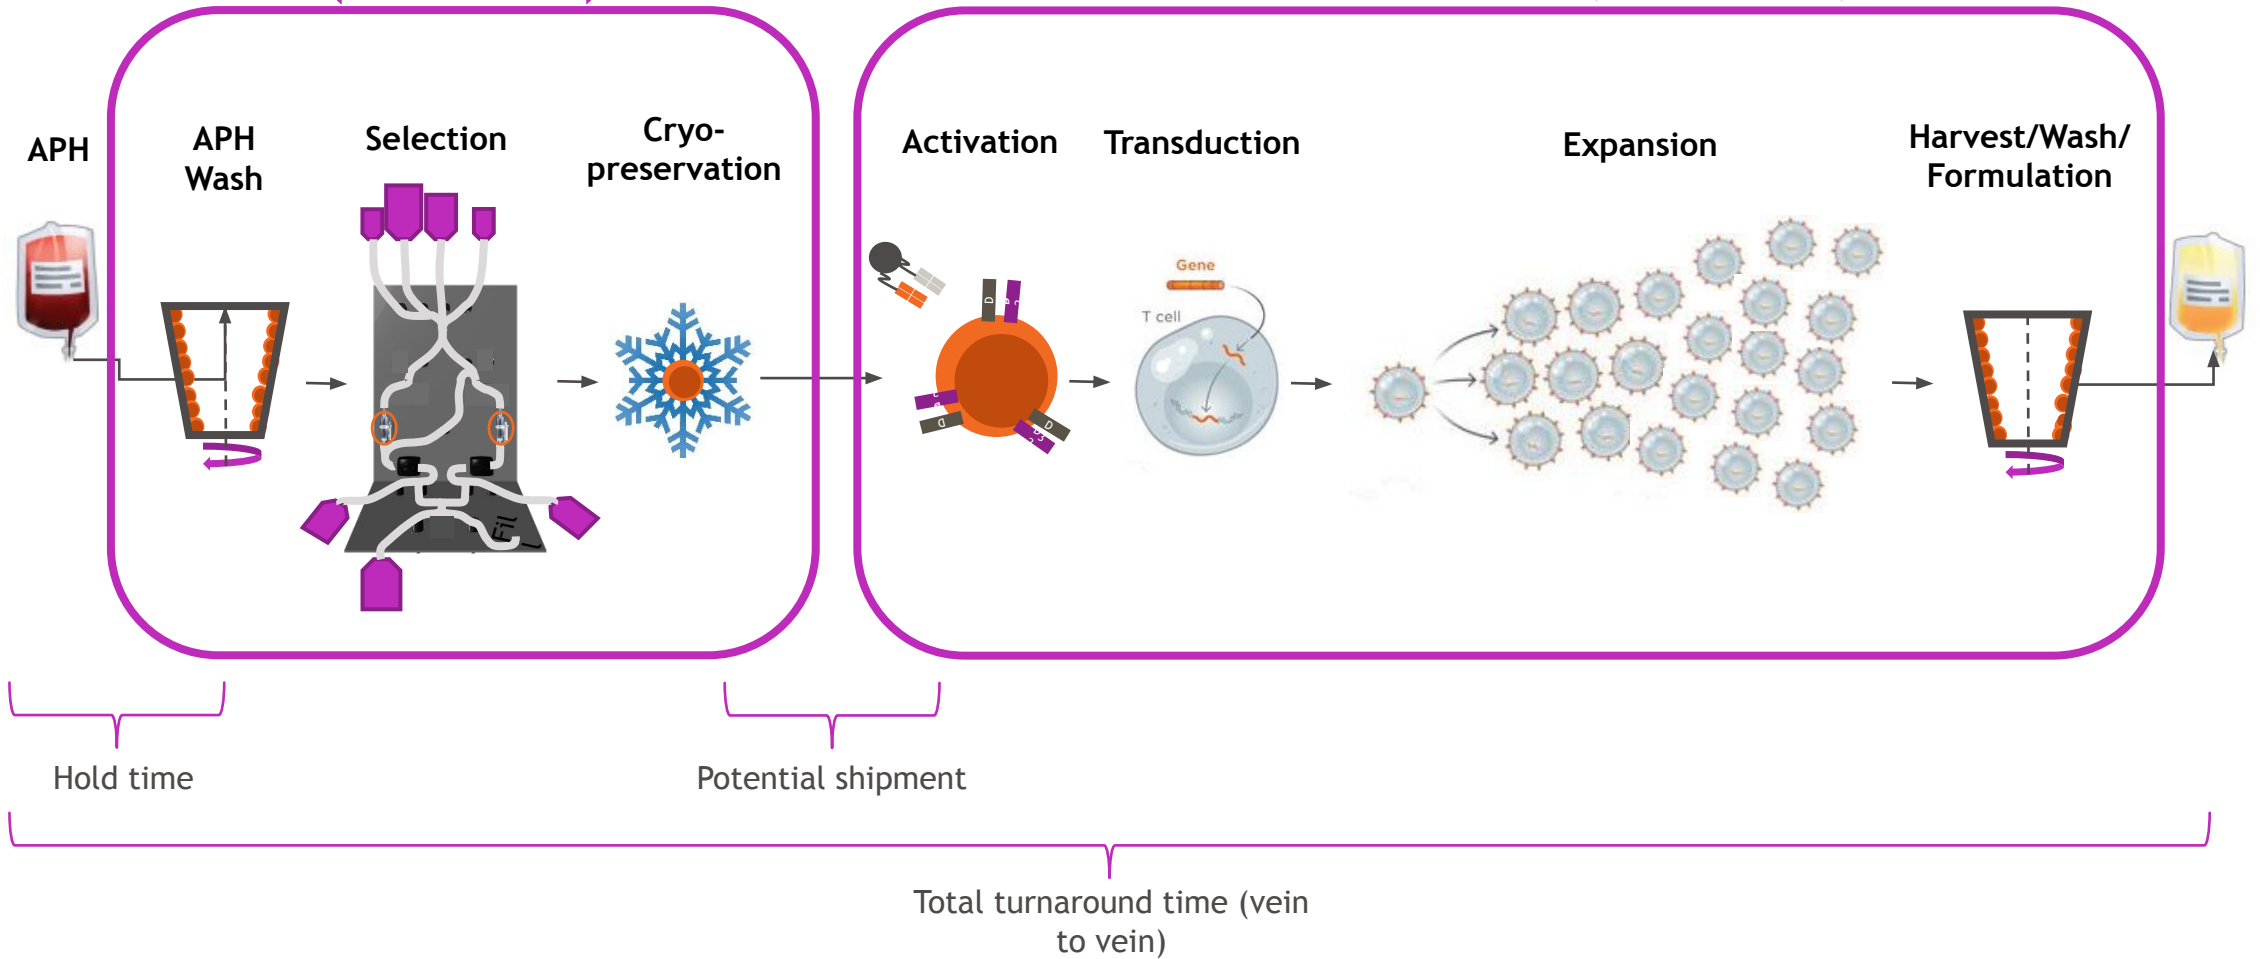 APH
APH
Wash
Selection
Cryo-
preservation
Activation
Transduction
Expansion
Harvest/Wash/
Formulation
Gene
T cell
D
D
D
Fil
Hold time
Potential shipment
Total turnaround time (vein
to vein)